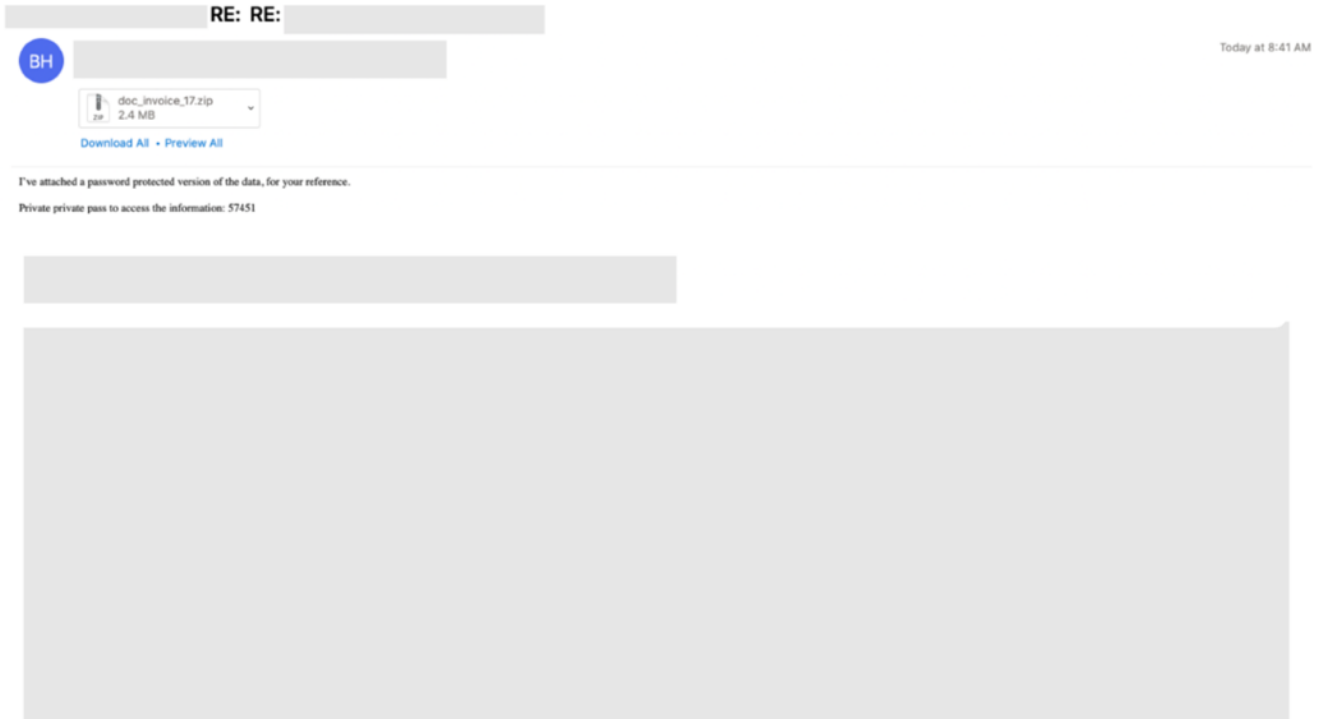 RE: RE:
BH
Today at 8:41 AM
doc_invoice_17.zip
ZIP
2.4 MB
Download All • Preview All
I've attached a password protected version of the data, for your reference.
Private private pass to access the information: 57451